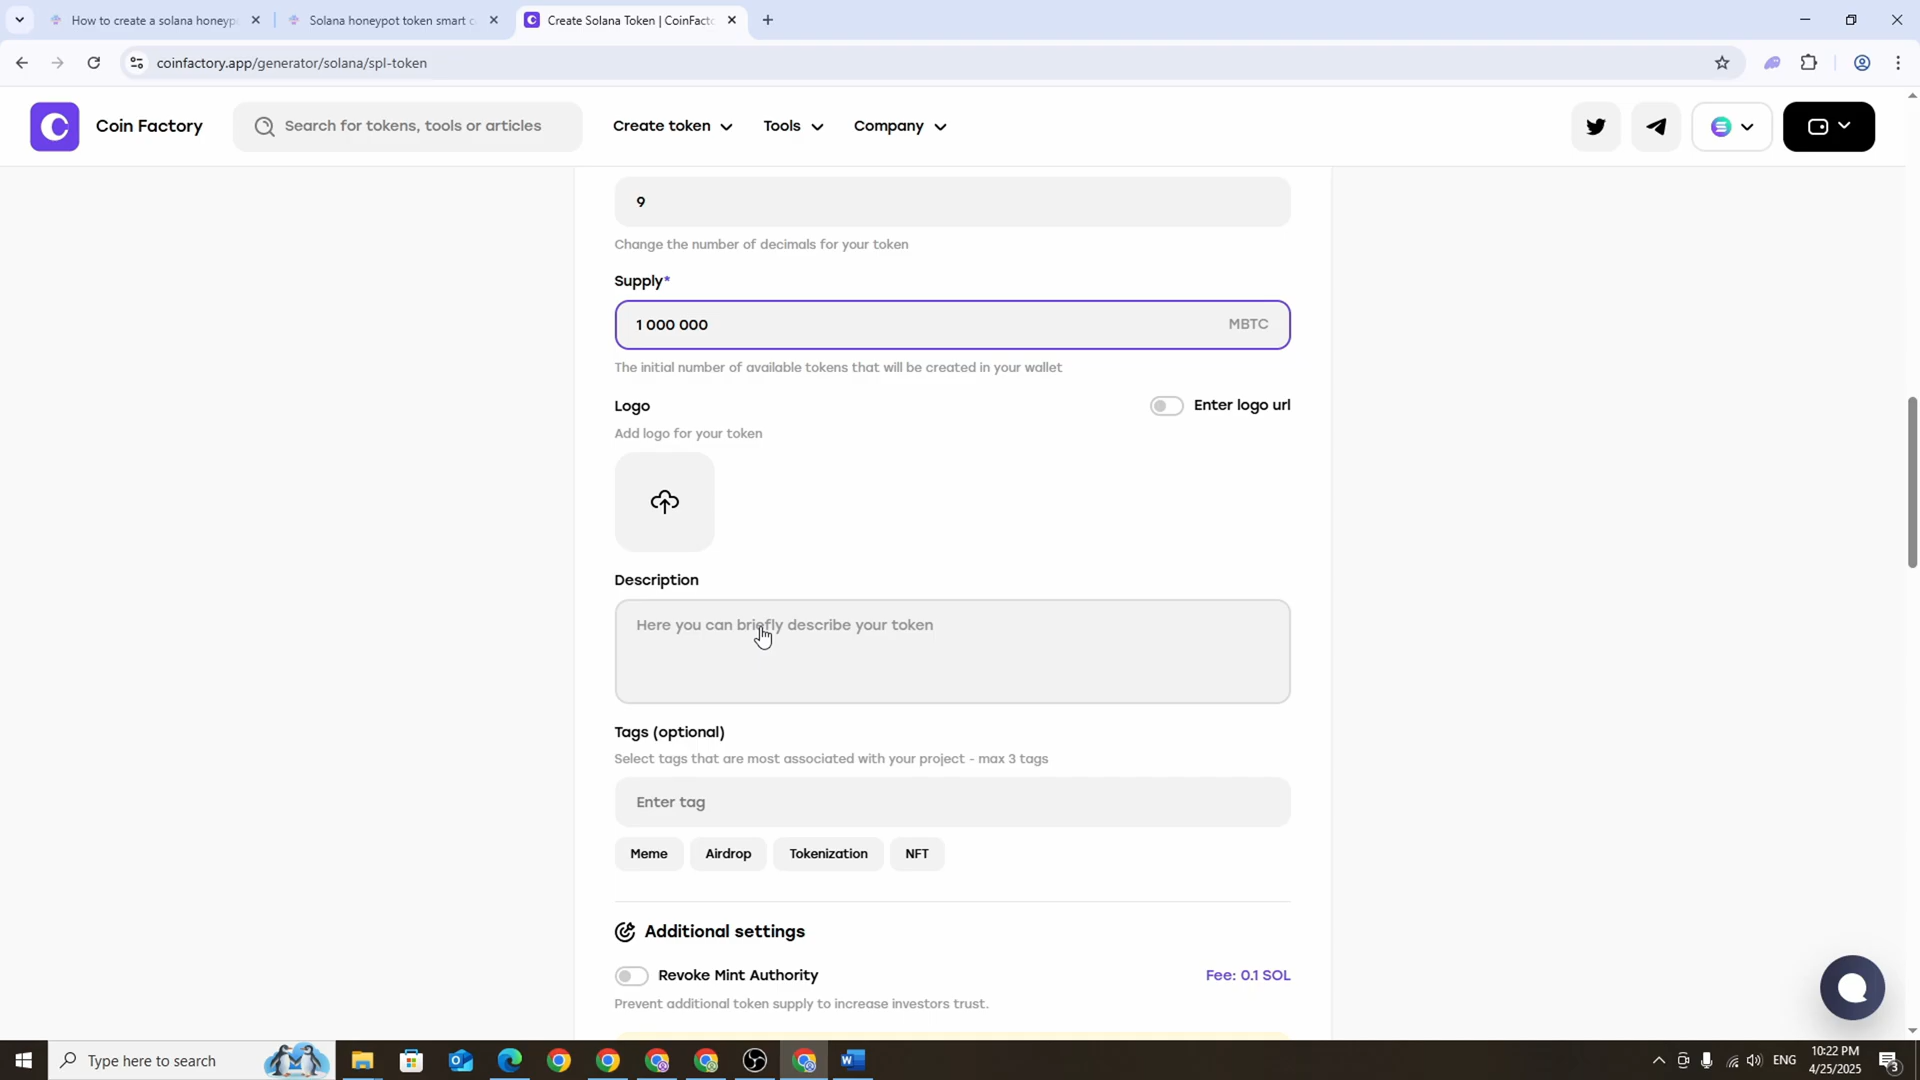 How to create a solana honeyp
Solana honeypot token smart c
Create Solana Token | CoinFact
coinfactory.app/generator/solana/spl-token
Coin Factory
Search for tokens, tools or articles
Create token
Tools
Company
9
Change the number of decimals for your token
Supply*
1 000 000
MBTC
The initial number of available tokens that will be created in your wallet
Logo
Enter logo url
Add logo for your token
Description
Here you can briefly describe your token
Tags (optional)
Select tags that are most associated with your project - max 3 tags
Enter tag
Meme
Airdrop
Tokenization
NFT
Additional settings
Revoke Mint Authority
Fee: 0.1 SOL
Prevent additional token supply to increase investors trust.
Type here to search
ENG
10:22 PM
4/25/2025
3